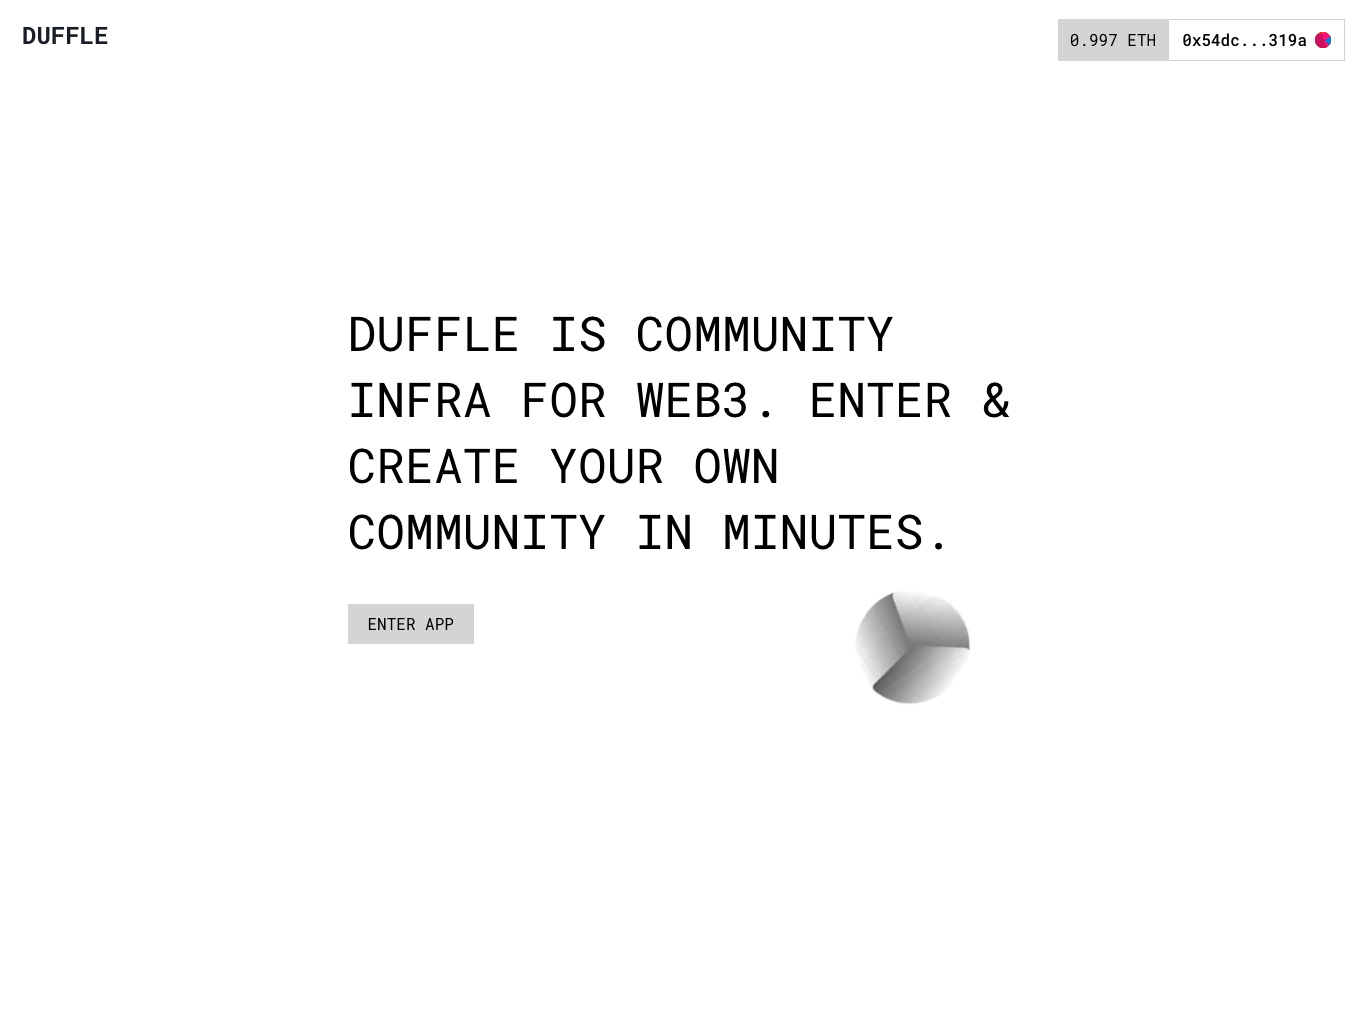 DUFFLE
0.997 ETH
0x54dc...319a
DUFFLE IS COMMUNITY
INFRA FOR WEB3. ENTER &
CREATE YOUR OWN
COMMUNITY IN MINUTES.
ENTER APP